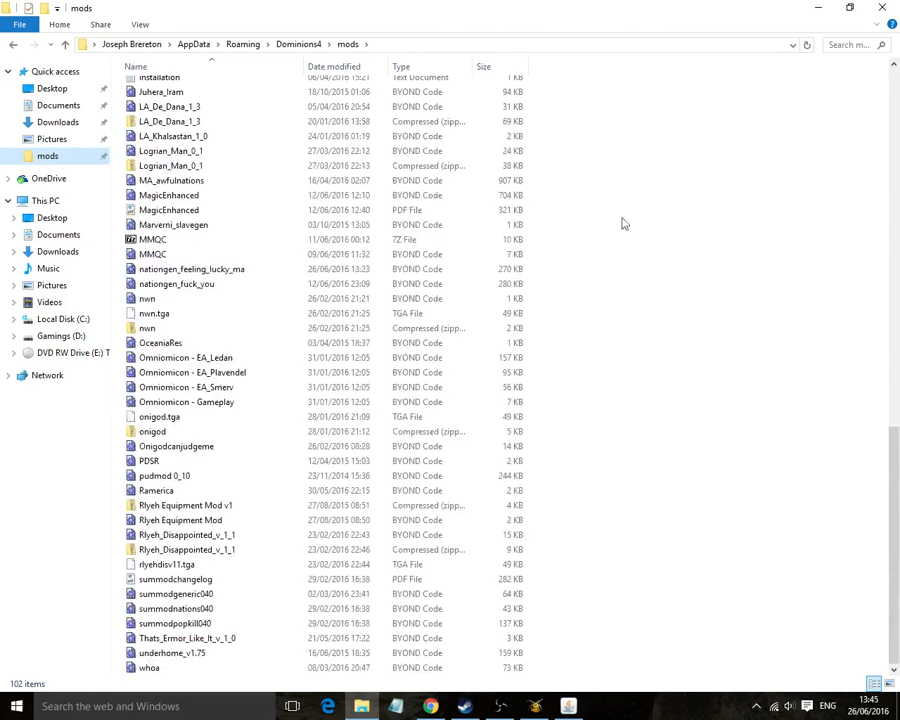 mods
File Home Share View
Joseph Brereton AppData Roaming Dominions4 mods Search m...
Name Date modified Type Size
Quick access
Desktop
Documents
Downloads
Pictures
mods
OneDrive
This PC
Desktop
Documents
Downloads
Music
Pictures
Videos
Local Disk (C:)
Gamings (D:)
DVD RW Drive (E:) T
Network
installation 06/04/2016 15:21 Text Document 1 KB
Juhera_Iram 18/10/2015 01:06 BYOND Code 94 KB
LA_De_Dana_1_3 05/04/2016 20:54 BYOND Code 31 KB
LA_De_Dana_1_3 20/01/2016 13:58 Compressed (zipp... 69 KB
LA_Khalsastan_1_0 24/01/2016 01:19 BYOND Code 2 KB
Logrian_Man_0_1 27/03/2016 22:12 BYOND Code 24 KB
Logrian_Man_0_1 27/03/2016 22:13 Compressed (zipp... 38 KB
MA_awfulnations 16/04/2016 02:07 BYOND Code 907 KB
MagicEnhanced 12/06/2016 12:10 BYOND Code 704 KB
MagicEnhanced 12/06/2016 12:40 PDF File 321 KB
Marverni_slavegen 03/10/2015 13:05 BYOND Code 1 KB
MMQC 11/06/2016 00:12 7Z File 10 KB
MMQC 09/06/2016 11:32 BYOND Code 7 KB
nationgen_feeling_lucky_ma 26/06/2016 13:23 BYOND Code 270 KB
nationgen_fuck_you 12/06/2016 23:09 BYOND Code 280 KB
nwn 26/02/2016 21:21 BYOND Code 1 KB
nwn.tga 26/02/2016 21:25 TGA File 49 KB
nwn 26/02/2016 21:25 Compressed (zipp... 2 KB
OceaniaRes 03/04/2015 18:37 BYOND Code 1 KB
Omniomicon - EA_Ledan 31/01/2016 12:05 BYOND Code 157 KB
Omniomicon - EA_Plavendel 31/01/2016 12:05 BYOND Code 95 KB
Omniomicon - EA_Smerv 31/01/2016 12:05 BYOND Code 56 KB
Omniomicon - Gameplay 31/01/2016 12:05 BYOND Code 7 KB
onigod.tga 28/01/2016 21:09 TGA File 49 KB
onigod 28/01/2016 21:12 Compressed (zipp... 5 KB
Onigodcanjudgeme 26/02/2016 08:28 BYOND Code 14 KB
PDSR 12/04/2015 15:03 BYOND Code 2 KB
pudmod 0_10 23/11/2014 15:36 BYOND Code 244 KB
Ramerica 30/05/2016 22:15 BYOND Code 2 KB
Rlyeh Equipment Mod v1 27/08/2015 08:51 Compressed (zipp... 2 KB
Rlyeh Equipment Mod 27/08/2015 08:50 BYOND Code 2 KB
Rlyeh_Disappointed_v_1_1 23/02/2016 22:43 BYOND Code 15 KB
Rlyeh_Disappointed_v_1_1 23/02/2016 22:46 Compressed (zipp... 9 KB
rlyehdisv11.tga 23/02/2016 22:44 TGA File 49 KB
summodchangelog 29/02/2016 16:38 PDF File 282 KB
summodgeneric040 02/03/2016 23:41 BYOND Code 64 KB
summodnations040 29/02/2016 16:38 BYOND Code 43 KB
summodpopkill040 29/02/2016 16:38 BYOND Code 137 KB
Thats_Ermor_Like_It_v_1_0 21/05/2016 17:22 BYOND Code 3 KB
underhome_v1.75 16/06/2015 18:35 BYOND Code 159 KB
whoa 08/03/2016 20:47 BYOND Code 73 KB
102 items
Search the web and Windows
ENG
13:45
26/06/2016